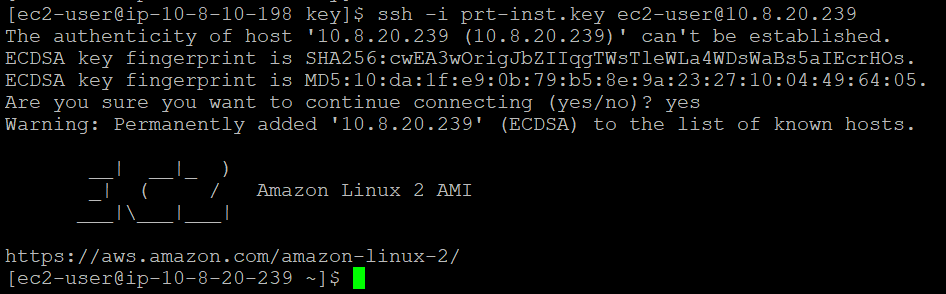 [ec2-user@ip-10-8-10-198 key]$ ssh -i prt-inst.key ec2-user@10.8.20.239
The authenticity of host '10.8.20.239 (10.8.20.239)' can't be established.
ECDSA key fingerprint is SHA256:cwEA3wOrigJbZIIqgTWsTleWLa4WDsWaBs5aIEcrHOs.
ECDSA key fingerprint is MD5:10:da:1f:e9:0b:79:b5:8e:9a:23:27:10:04:49:64:05.
Are you sure you want to continue connecting (yes/no)? yes
Warning: Permanently added '10.8.20.239' (ECDSA) to the list of known hosts.

       __|  __|_  )
       _|  (     /   Amazon Linux 2 AMI
      ___|\___|___|

https://aws.amazon.com/amazon-linux-2/
[ec2-user@ip-10-8-20-239 ~]$